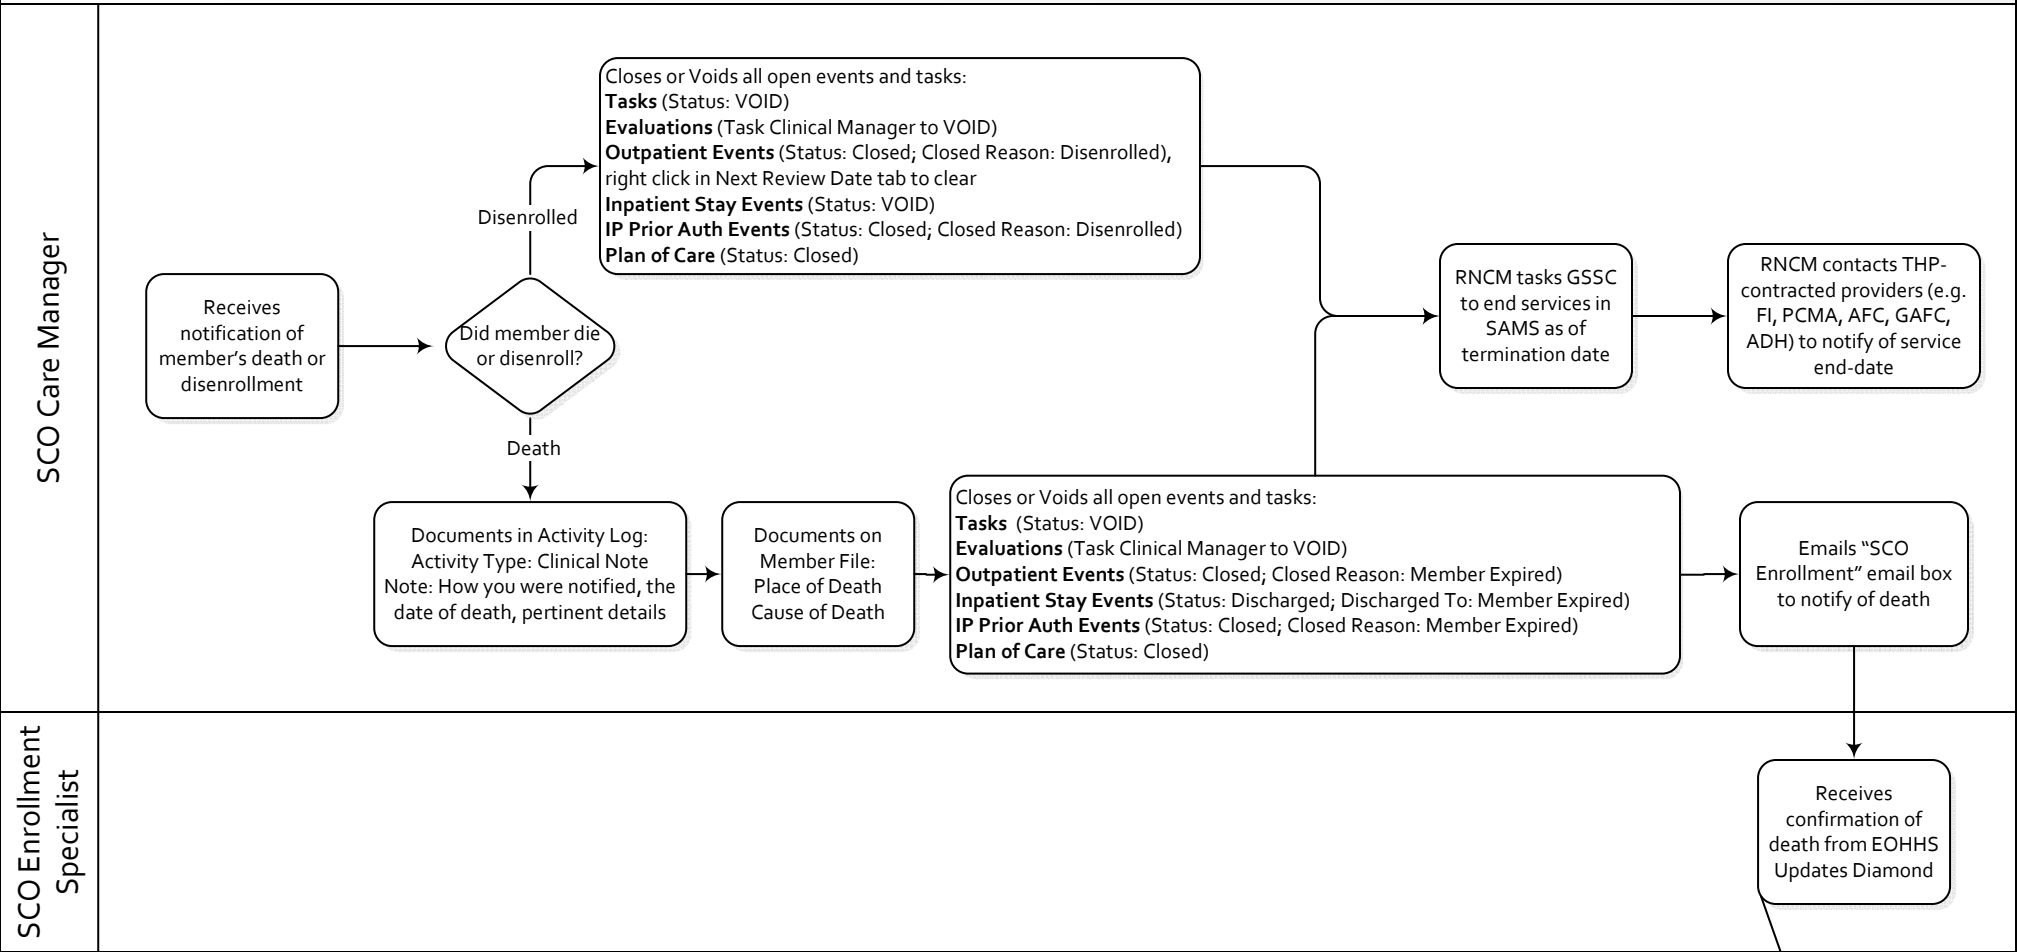 SCO Care Manager
Receives
notification of
member’s death or
disenrollment
Did member die
or disenroll?
Disenrolled
Closes or Voids all open events and tasks:
Tasks (Status: VOID)
Evaluations (Task Clinical Manager to VOID)
Outpatient Events (Status: Closed; Closed Reason: Disenrolled),
right click in Next Review Date tab to clear
Inpatient Stay Events (Status: VOID)
IP Prior Auth Events (Status: Closed; Closed Reason: Disenrolled)
Plan of Care (Status: Closed)
RNCM tasks GSSC
to end services in
SAMS as of
termination date
RNCM contacts THP-
contracted providers (e.g.
FI, PCMA, AFC, GAFC,
ADH) to notify of service
end-date
Death
Documents in Activity Log:
Activity Type: Clinical Note
Note: How you were notified, the
date of death, pertinent details
Documents on
Member File:
Place of Death
Cause of Death
Closes or Voids all open events and tasks:
Tasks  (Status: VOID)
Evaluations (Task Clinical Manager to VOID)
Outpatient Events (Status: Closed; Closed Reason: Member Expired)
Inpatient Stay Events (Status: Discharged; Discharged To: Member Expired)
IP Prior Auth Events (Status: Closed; Closed Reason: Member Expired)
Plan of Care (Status: Closed)
Emails “SCO
Enrollment” email box
to notify of death
SCO Enrollment
Specialist
Receives
confirmation of
death from EOHHS
Updates Diamond